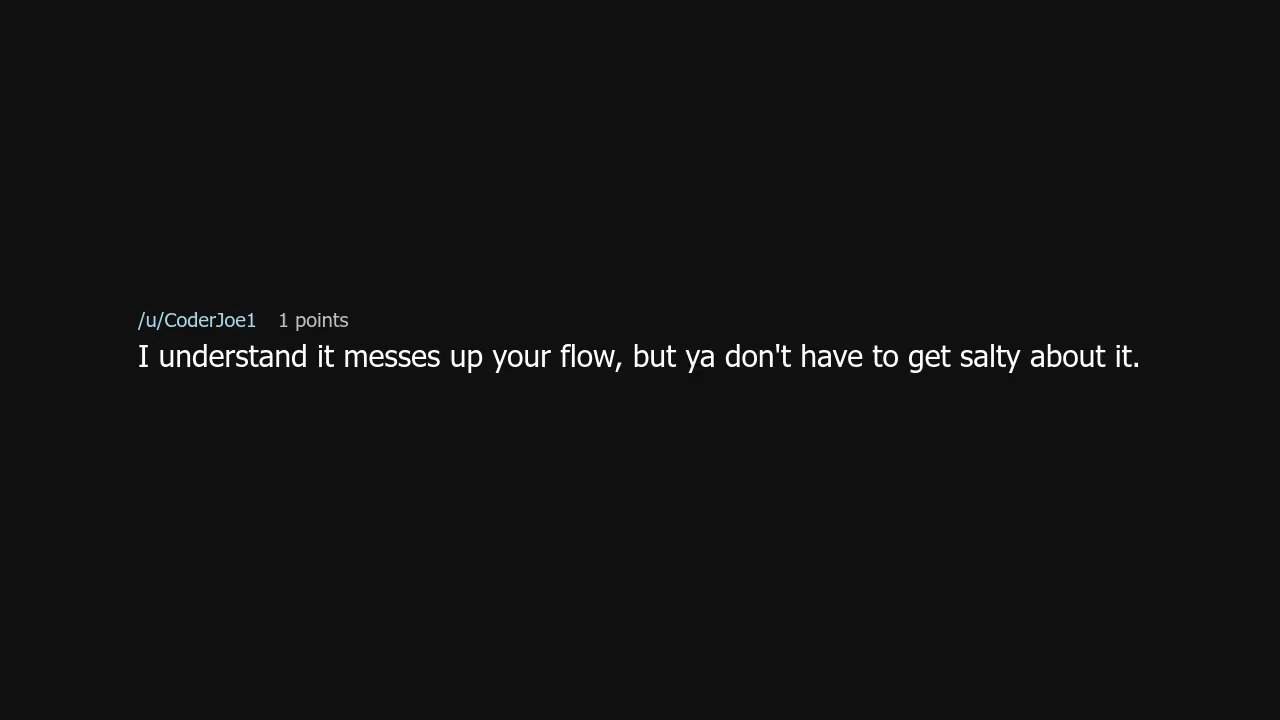 /u/CoderJoe1 1 points
I understand it messes up your flow, but ya don't have to get salty about it.